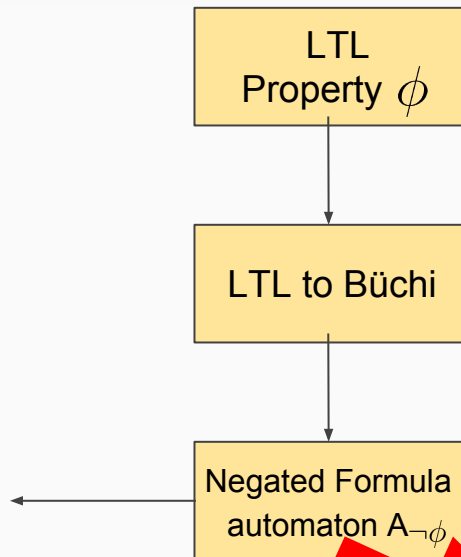 LTL
Property ϕ
LTL to Büchi
Negated Formula
automaton A¬ϕ